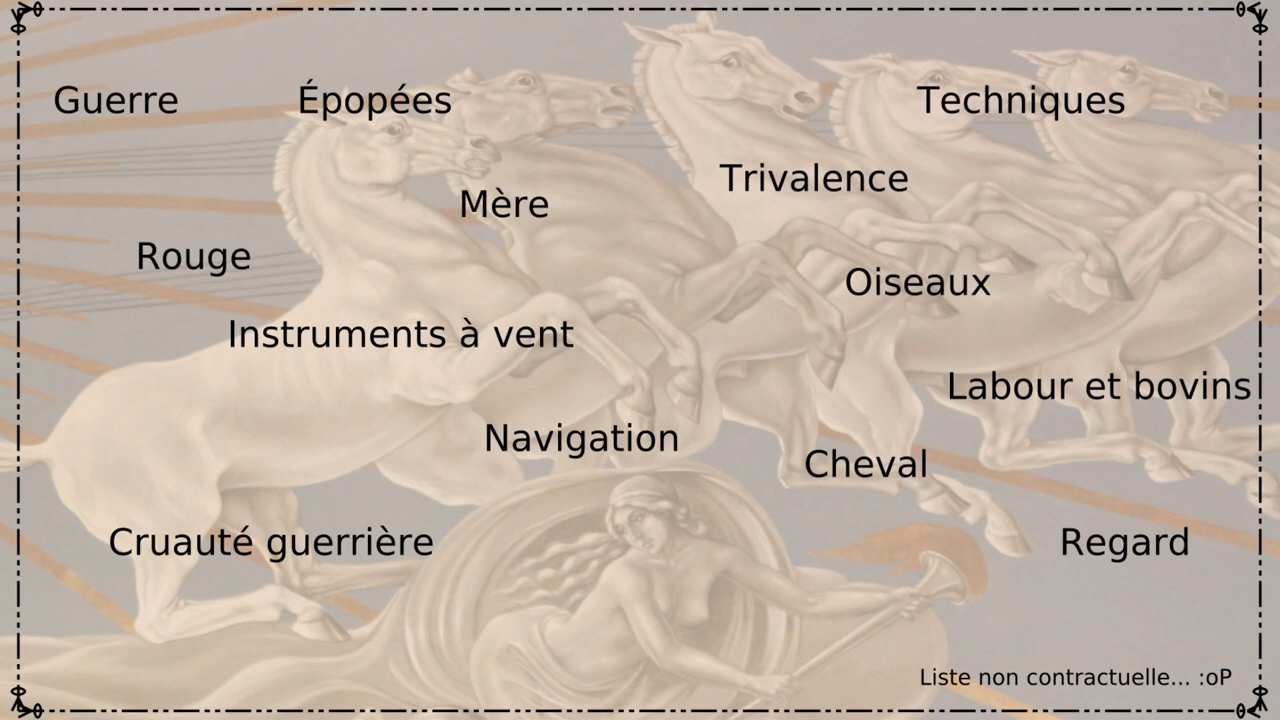 Guerre
Épopées
Techniques
Trivalence
Mère
Rouge
Oiseaux
Instruments à vent
Labour et bovins
Navigation
Cheval
Cruauté guerrière
Regard
Liste non contractuelle... :oP